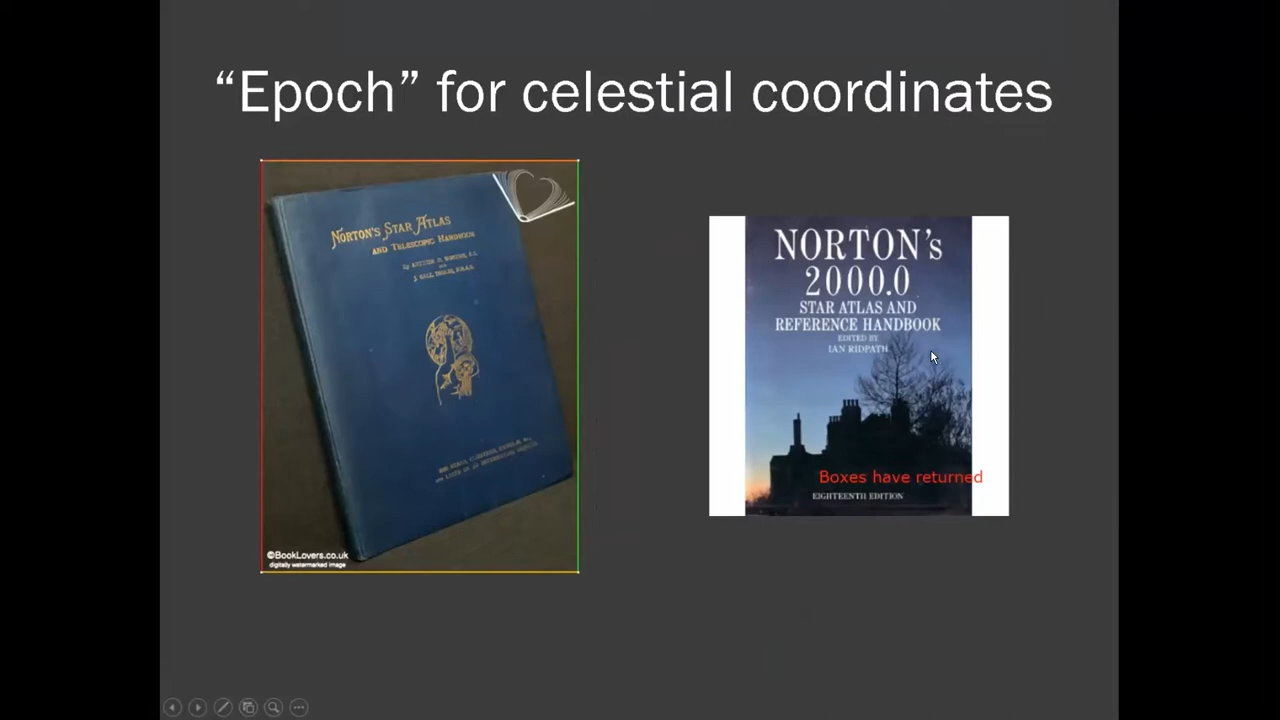 “Epoch” for celestial coordinates
NORTON'S STAR ATLAS
AND TELESCOPIC HANDBOOK
©BookLovers.co.uk
digitally watermarked image
NORTON's
2000.0
STAR ATLAS AND
REFERENCE HANDBOOK
EDITED BY
IAN RIDPATH
Boxes have returned
EIGHTEENTH EDITION